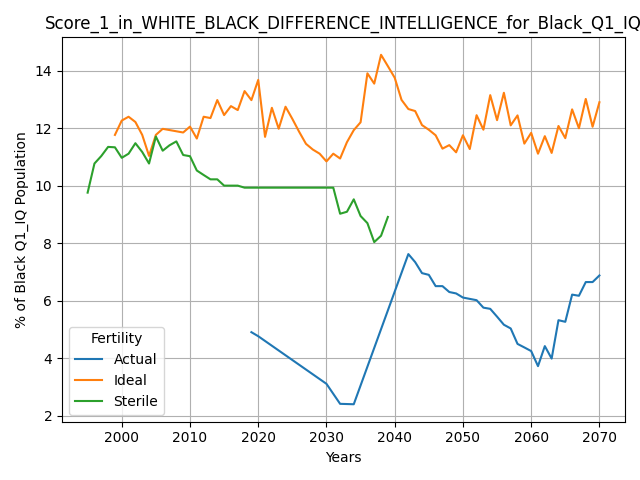 Score_1_in_WHITE_BLACK_DIFFERENCE_INTELLIGENCE_for_Black_Q1_IQ
% of Black Q1_IQ Population
14
12
10
8
6
4
2
Fertility
Actual
Ideal
Sterile
2000 2010 2020 2030 2040 2050 2060 2070
Years